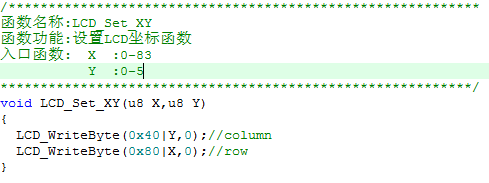 /***********************************************************
函数名称:LCD_Set_XY
函数功能:设置LCD坐标函数
入口函数: X :0-83
Y :0-5
***********************************************************/
void LCD_Set_XY(u8 X,u8 Y)
{
LCD_WriteByte(0x40|Y,0);//column
LCD_WriteByte(0x80|X,0);//row
}